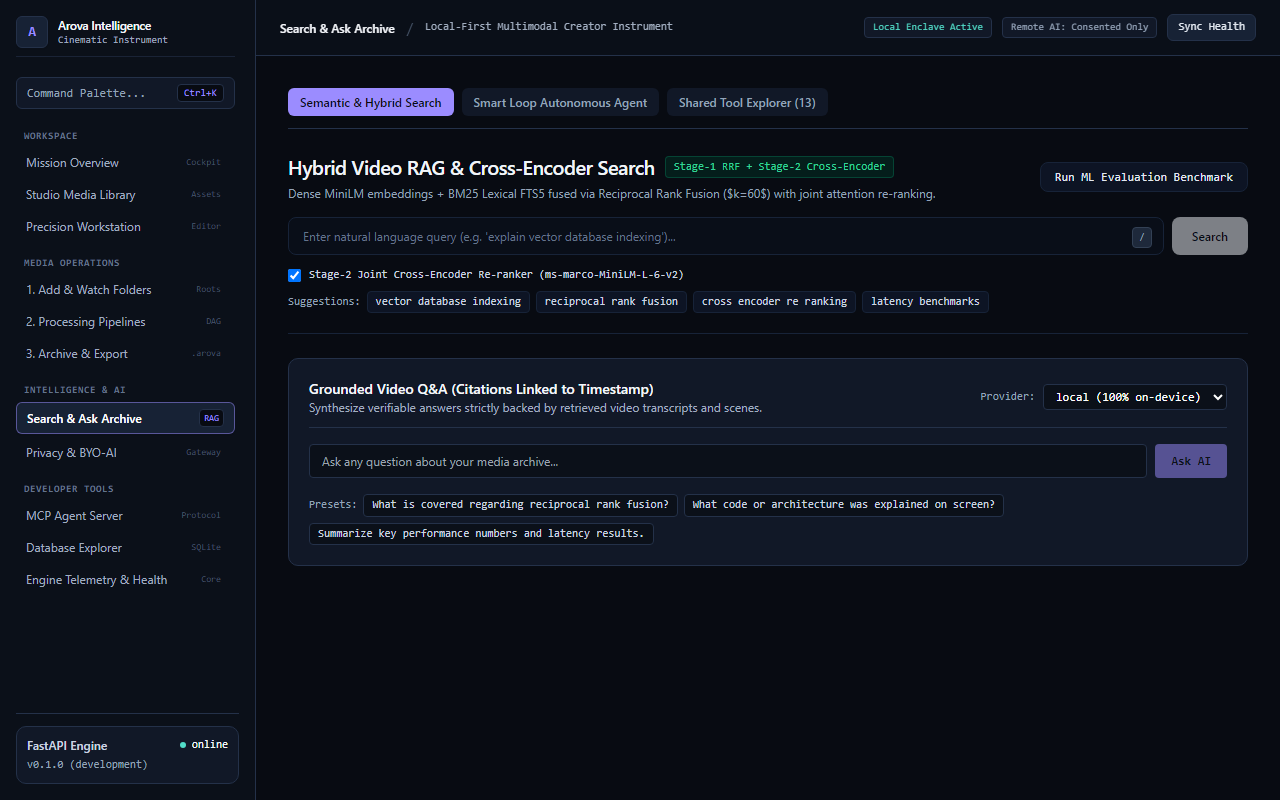 A
Arova Intelligence
Cinematic Instrument
Command Palette... Ctrl+K
WORKSPACE
Mission Overview Cockpit
Studio Media Library Assets
Precision Workstation Editor
MEDIA OPERATIONS
1. Add & Watch Folders Roots
2. Processing Pipelines DAG
3. Archive & Export .arova
INTELLIGENCE & AI
Search & Ask Archive RAG
Privacy & BYO-AI Gateway
DEVELOPER TOOLS
MCP Agent Server Protocol
Database Explorer SQLite
Engine Telemetry & Health Core
FastAPI Engine online
v0.1.0 (development)
Search & Ask Archive / Local-First Multimodal Creator Instrument
Local Enclave Active
Remote AI: Consented Only
Sync Health
Semantic & Hybrid Search
Smart Loop Autonomous Agent
Shared Tool Explorer (13)
Hybrid Video RAG & Cross-Encoder Search Stage-1 RRF + Stage-2 Cross-Encoder
Dense MiniLM embeddings + BM25 Lexical FTS5 fused via Reciprocal Rank Fusion ($k=60$) with joint attention re-ranking.
Run ML Evaluation Benchmark
Enter natural language query (e.g. 'explain vector database indexing')... /
Search
Stage-2 Joint Cross-Encoder Re-ranker (ms-marco-MiniLM-L-6-v2)
Suggestions: vector database indexing reciprocal rank fusion cross encoder re ranking latency benchmarks
Grounded Video Q&A (Citations Linked to Timestamp)
Synthesize verifiable answers strictly backed by retrieved video transcripts and scenes.
Provider: local (100% on-device)
Ask any question about your media archive...
Ask AI
Presets: What is covered regarding reciprocal rank fusion? What code or architecture was explained on screen?
Summarize key performance numbers and latency results.